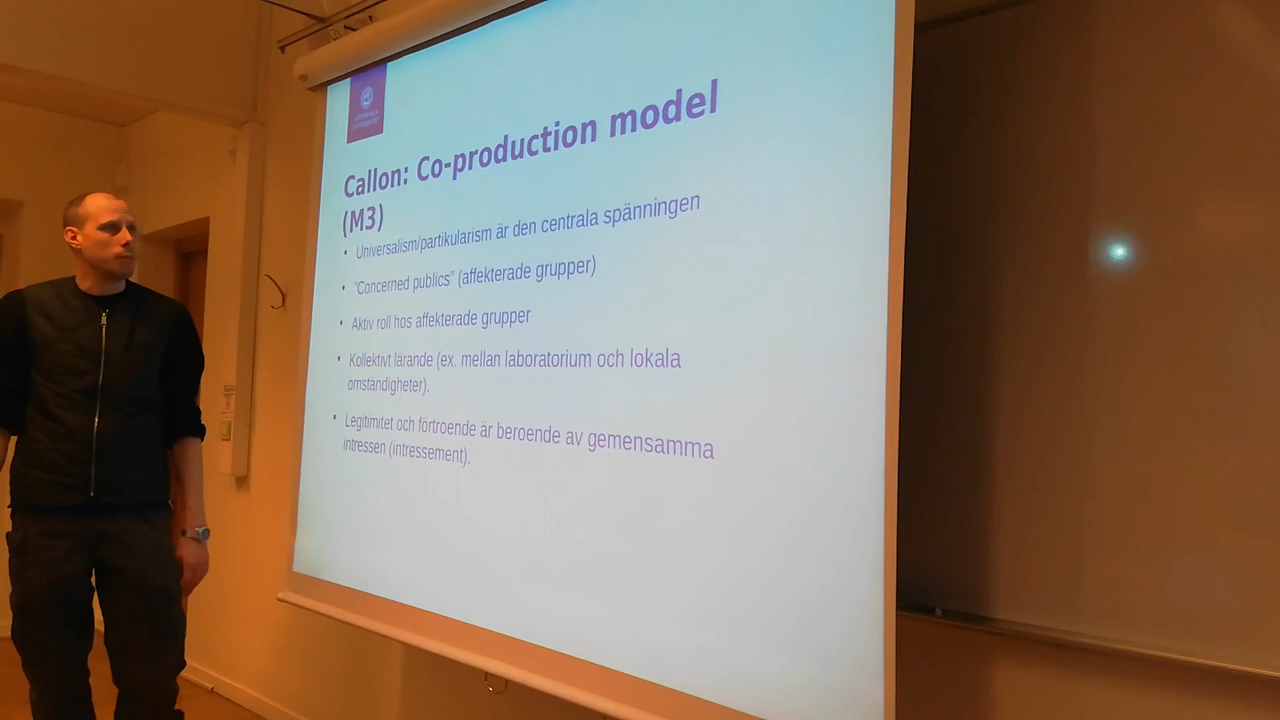 Callon: Co-production model
(M3)
• Universalism/partikularism är den centrala spänningen
• "Concerned publics" (affekterade grupper)
• Aktiv roll hos affekterade grupper
• Kollektivt lärande (ex. mellan laboratorium och lokala
omständigheter).
• Legitimitet och förtroende är beroende av gemensamma
intressen (intressement).